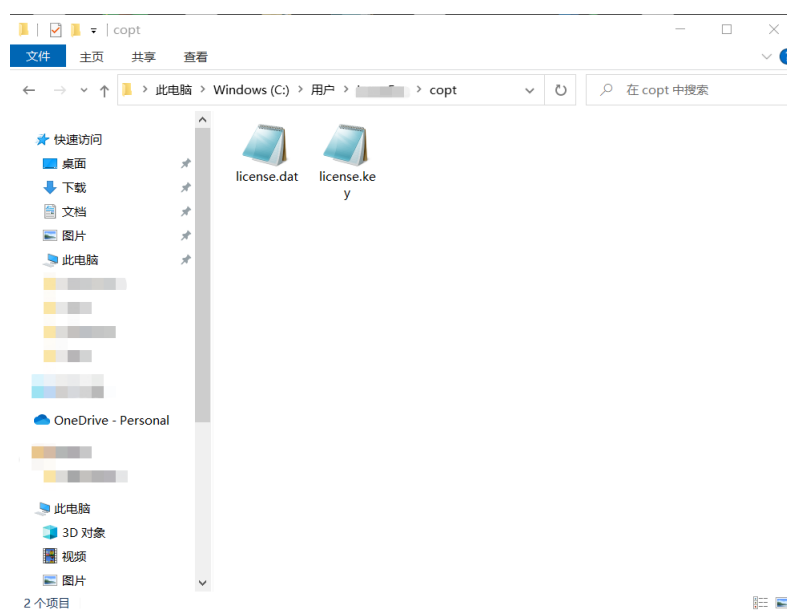 copt
文件 主页 共享 查看
此电脑 Windows (C:) 用户 copt
在 copt 中搜索
快速访问
桌面
下载
文档
图片
此电脑
OneDrive - Personal
此电脑
3D 对象
视频
图片
license.dat
license.ke
y
2 个项目